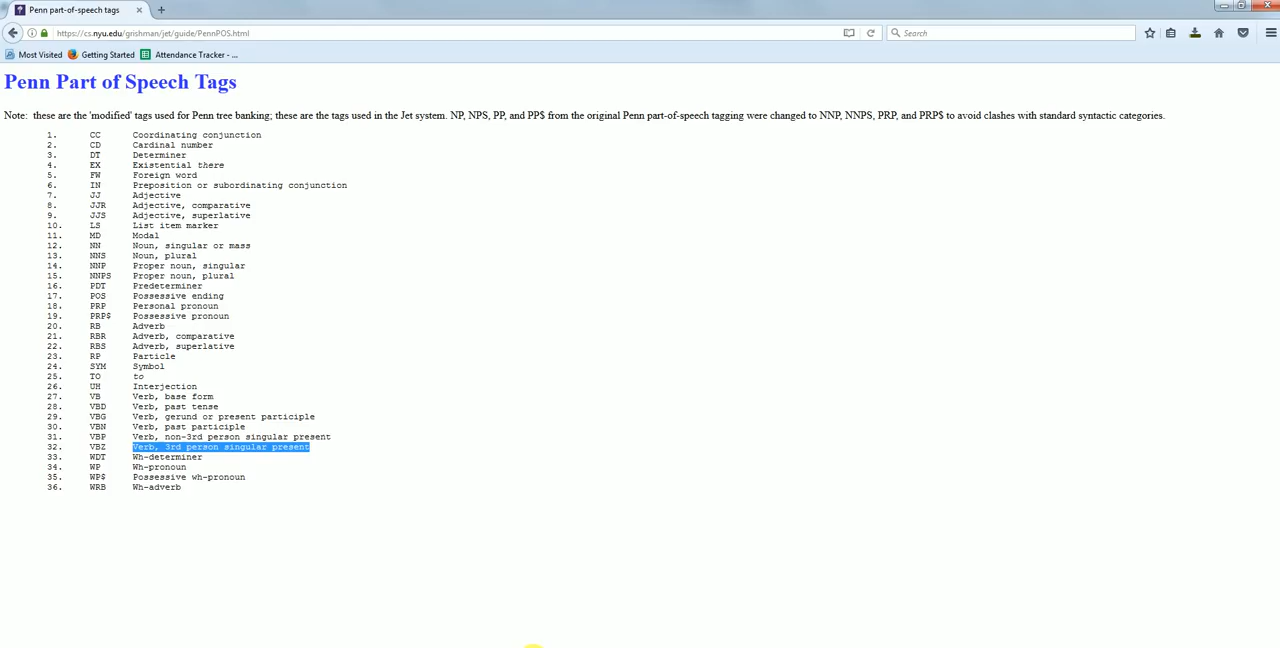 Penn part-of-speech tags
https://cs.nyu.edu/grishman/jet/guide/PennPOS.html
Search
Most Visited Getting Started Attendance Tracker - ...
Penn Part of Speech Tags
Note: these are the 'modified' tags used for Penn tree banking; these are the tags used in the Jet system. NP, NPS, PP, and PP$ from the original Penn part-of-speech tagging were changed to NNP, NNPS, PRP, and PRP$ to avoid clashes with standard syntactic categories.
1. CC Coordinating conjunction
2. CD Cardinal number
3. DT Determiner
4. EX Existential there
5. FW Foreign word
6. IN Preposition or subordinating conjunction
7. JJ Adjective
8. JJR Adjective, comparative
9. JJS Adjective, superlative
10. LS List item marker
11. MD Modal
12. NN Noun, singular or mass
13. NNS Noun, plural
14. NNP Proper noun, singular
15. NNPS Proper noun, plural
16. PDT Predeterminer
17. POS Possessive ending
18. PRP Personal pronoun
19. PRP$ Possessive pronoun
20. RB Adverb
21. RBR Adverb, comparative
22. RBS Adverb, superlative
23. RP Particle
24. SYM Symbol
25. TO to
26. UH Interjection
27. VB Verb, base form
28. VBD Verb, past tense
29. VBG Verb, gerund or present participle
30. VBN Verb, past participle
31. VBP Verb, non-3rd person singular present
32. VBZ Verb, 3rd person singular present
33. WDT Wh-determiner
34. WP Wh-pronoun
35. WP$ Possessive wh-pronoun
36. WRB Wh-adverb